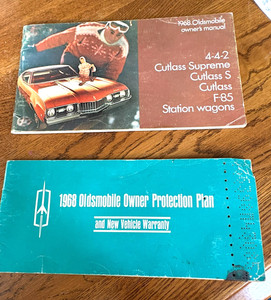 1968 Oldsmobile
owner's manual
4-4-2
Cutlass Supreme
Cutlass S
Cutlass
F-85
Station wagons
1968 Oldsmobile Owner Protection Plan
and New Vehicle Warranty